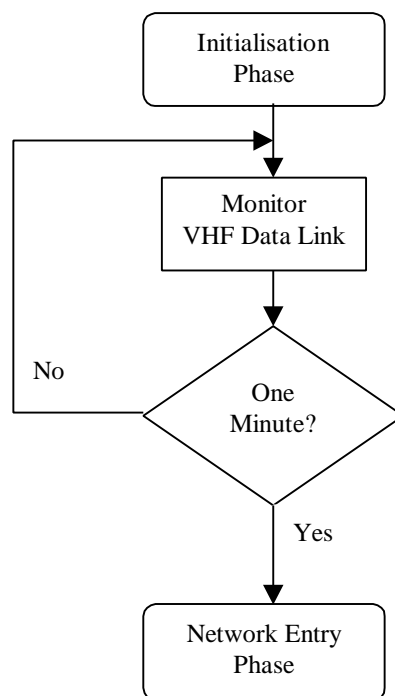 Initialisation
Phase
Monitor
VHF Data Link
No
One
Minute?
Yes
Network Entry
Phase